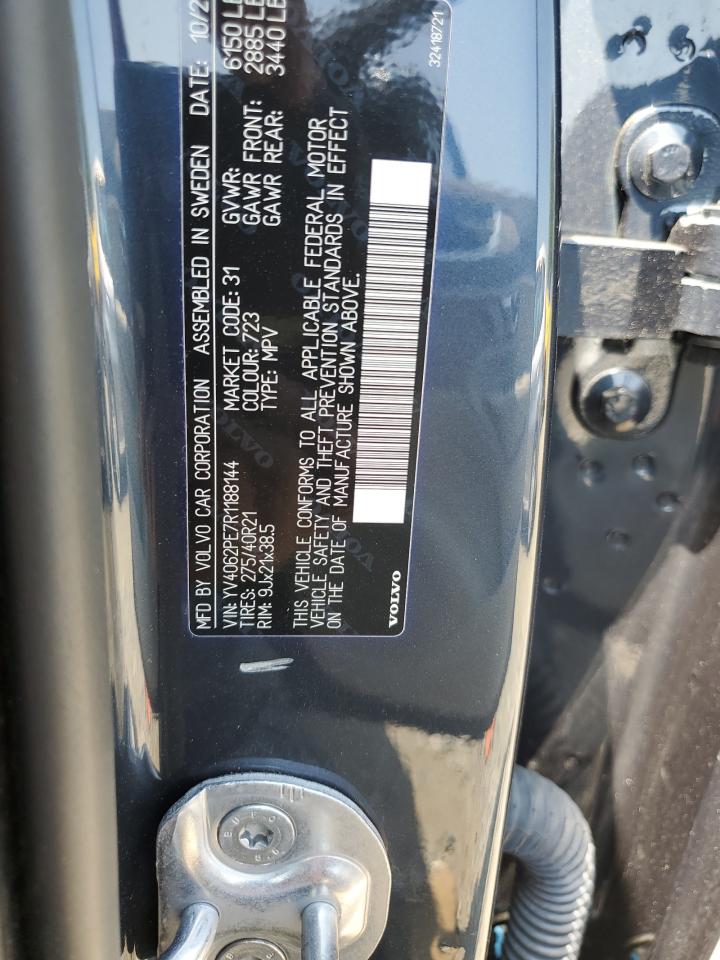 MFD BY VOLVO CAR CORPORATION ASSEMBLED IN SWEDEN DATE: 10/2
VIN: YV4062PE7R1188144 MARKET CODE: 31 GVWR: 6150 LB
TIRES: 275/40R21 COLOUR: 723 GAWR FRONT: 2885 LB
RIM: 9Jx21x38.5 TYPE: MPV GAWR REAR: 3440 LB
THIS VEHICLE CONFORMS TO ALL APPLICABLE FEDERAL MOTOR
VEHICLE SAFETY AND THEFT PREVENTION STANDARDS IN EFFECT
ON THE DATE OF MANUFACTURE SHOWN ABOVE.
VOLVO 32418721